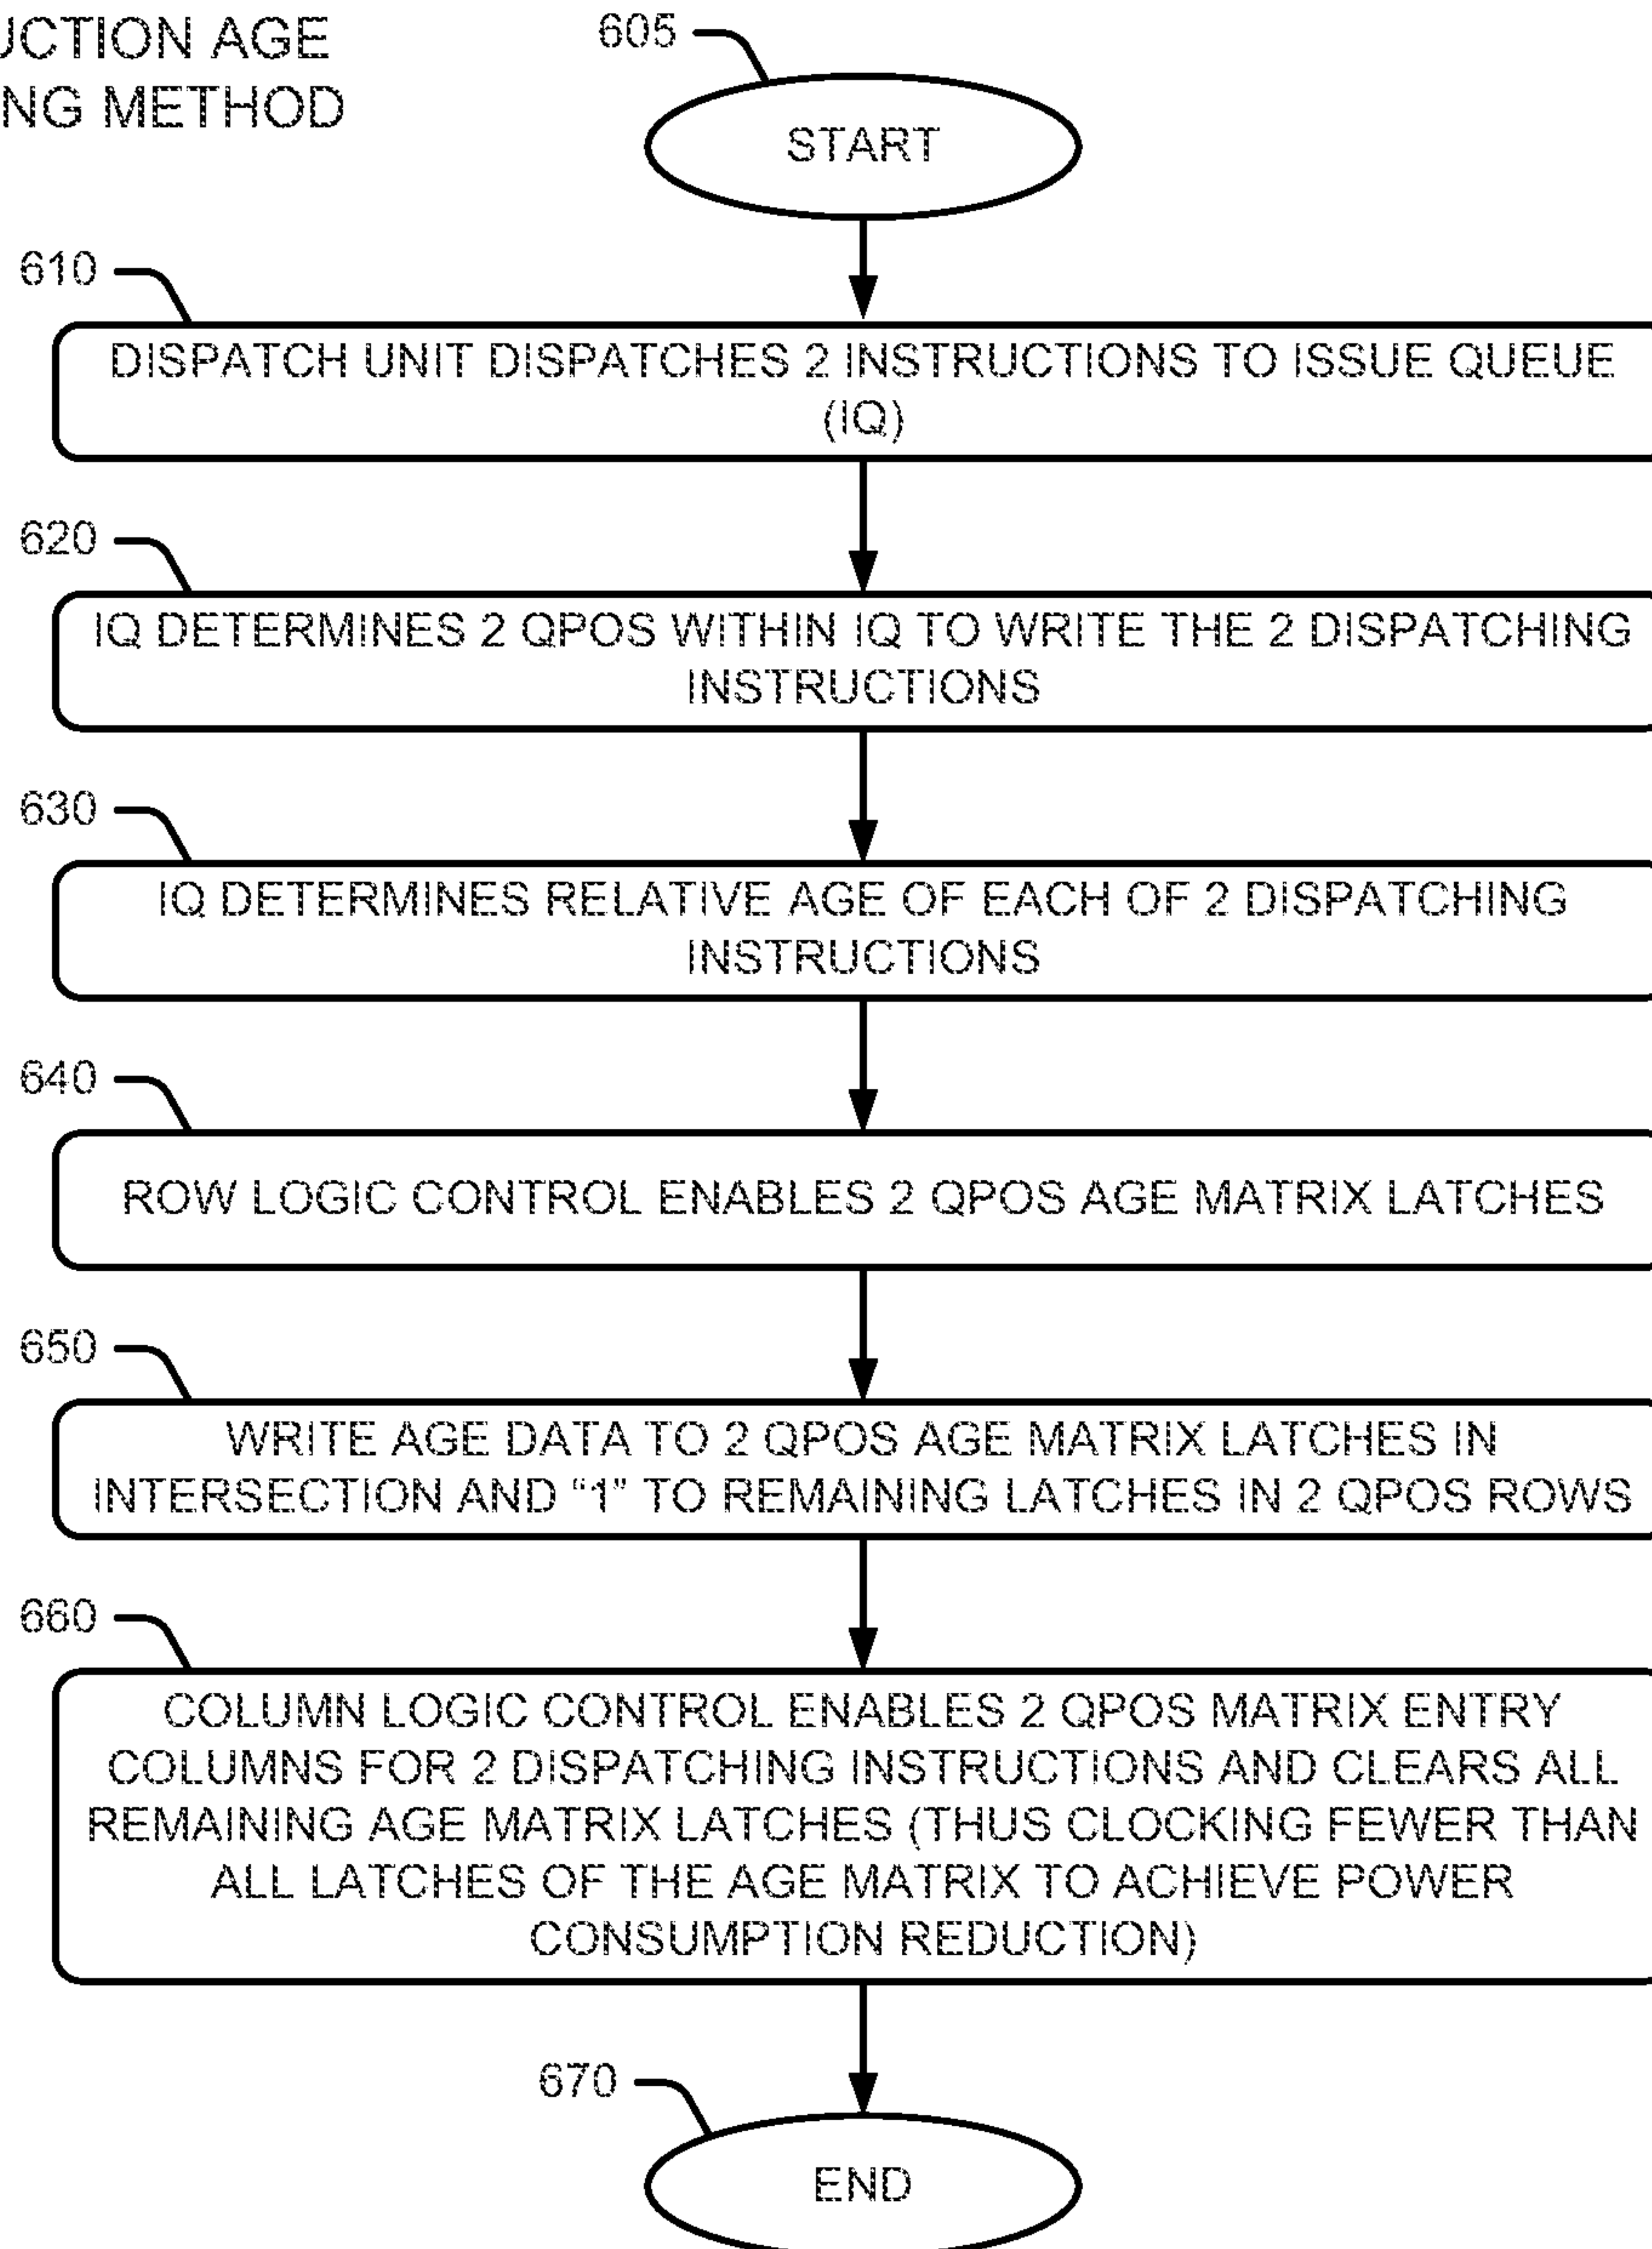 UCTION AGE
NG METHOD
605
START
610
DISPATCH UNIT DISPATCHES 2 INSTRUCTIONS TO ISSUE QUEUE
(IQ)
620
IQ DETERMINES 2 QPOS WITHIN IQ TO WRITE THE 2 DISPATCHING
INSTRUCTIONS
630
IQ DETERMINES RELATIVE AGE OF EACH OF 2 DISPATCHING
INSTRUCTIONS
640
ROW LOGIC CONTROL ENABLES 2 QPOS AGE MATRIX LATCHES
650
WRITE AGE DATA TO 2 QPOS AGE MATRIX LATCHES IN
INTERSECTION AND “1” TO REMAINING LATCHES IN 2 QPOS ROWS
660
COLUMN LOGIC CONTROL ENABLES 2 QPOS MATRIX ENTRY
COLUMNS FOR 2 DISPATCHING INSTRUCTIONS AND CLEARS ALL
REMAINING AGE MATRIX LATCHES (THUS CLOCKING FEWER THAN
ALL LATCHES OF THE AGE MATRIX TO ACHIEVE POWER
CONSUMPTION REDUCTION)
670
END